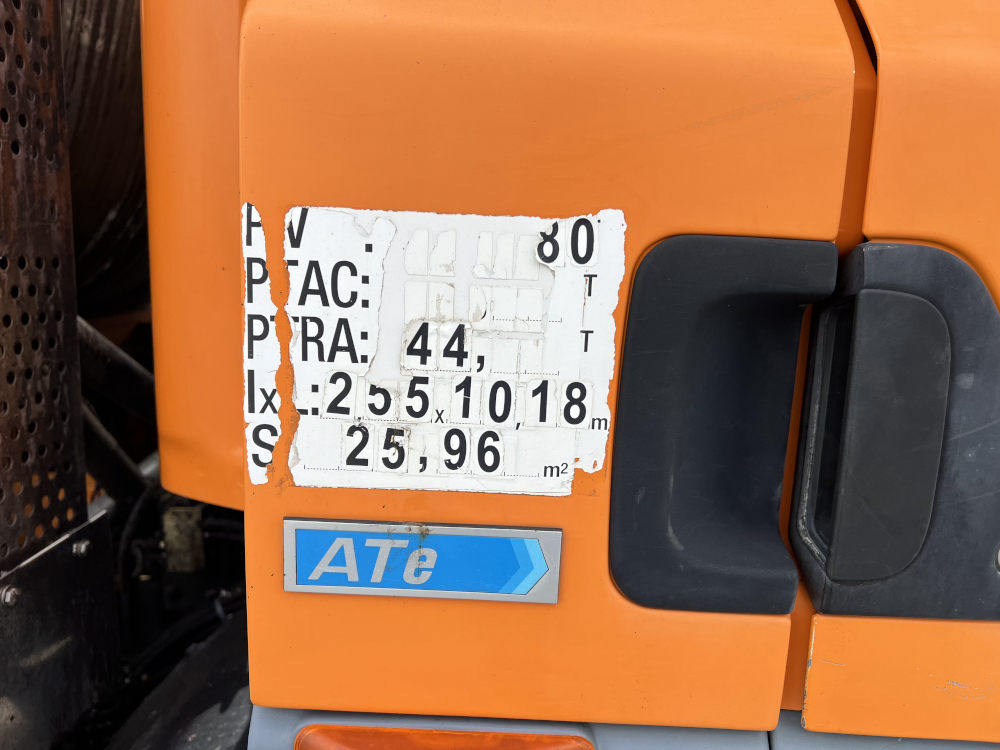 PV : 80
PTAC: T
PTRA: 44, T
lxL: 2,55x10,18m
S 25,96 m²
ATe